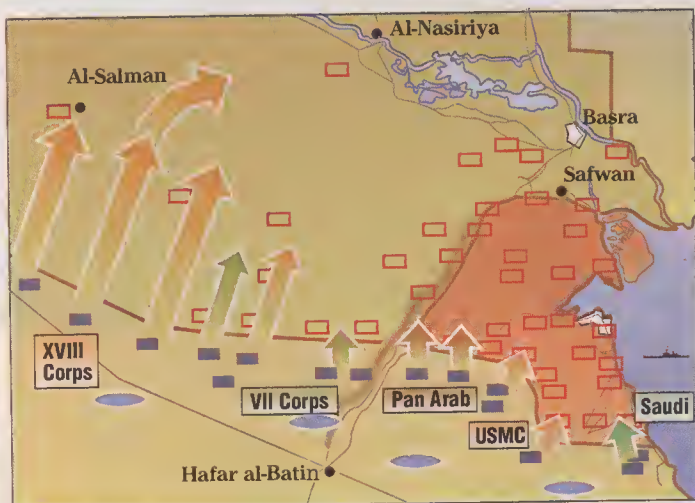 Al-Nasiriya
Al-Salman
Basra
Safwan
XVIII
Corps
VII Corps
Pan Arab
Saudi
USMC
Hafar al-Batin